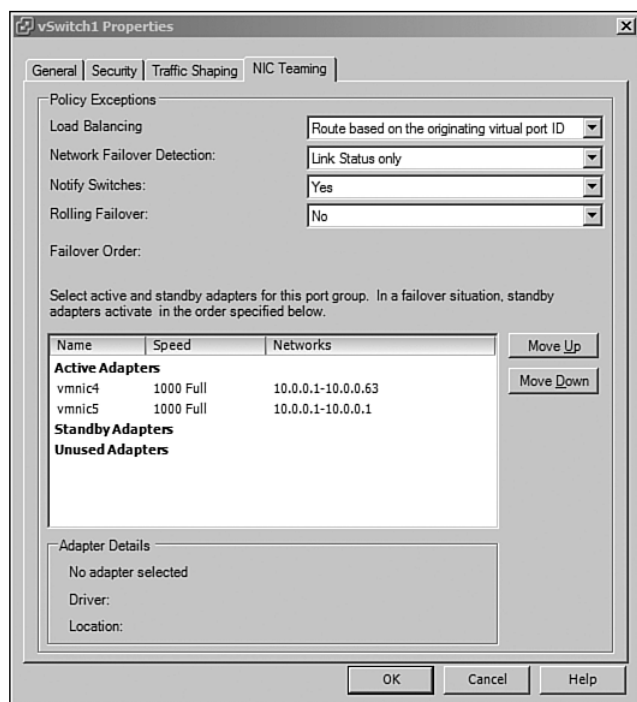 vSwitch1 Properties
General Security Traffic Shaping NIC Teaming
Policy Exceptions
Load Balancing Route based on the originating virtual port ID
Network Failover Detection: Link Status only
Notify Switches: Yes
Rolling Failover: No
Failover Order:
Select active and standby adapters for this port group. In a failover situation, standby
adapters activate in the order specified below.
Name Speed Networks
Active Adapters
vmnic4 1000 Full 10.0.0.1-10.0.0.63
vmnic5 1000 Full 10.0.0.1-10.0.0.1
Standby Adapters
Unused Adapters
Move Up
Move Down
Adapter Details
No adapter selected
Driver:
Location:
OK Cancel Help